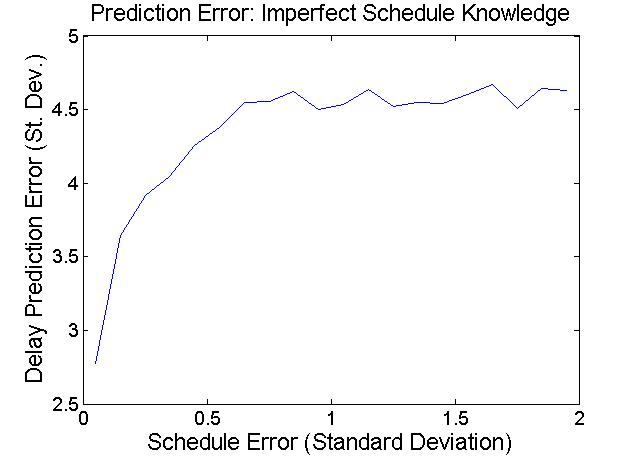 Prediction Error: Imperfect Schedule Knowledge
Delay Prediction Error (St. Dev.)
5
4.5
4
3.5
3
2.5
0 0.5 1 1.5 2
Schedule Error (Standard Deviation)